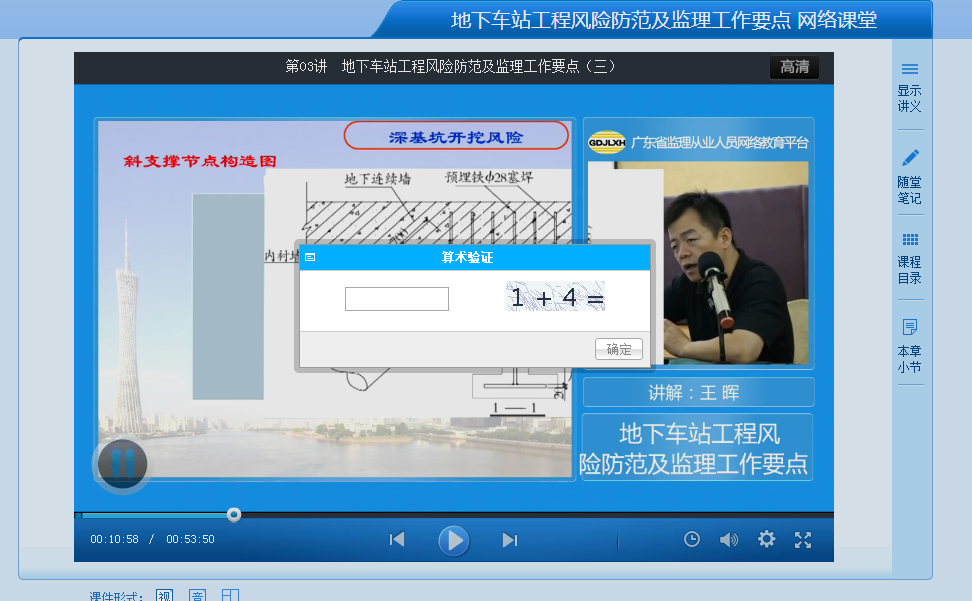 地下车站工程风险防范及监理工作要点 网络课堂
第03讲 地下车站工程风险防范及监理工作要点（三）
高清
显示
讲义
随堂
笔记
课程
目录
本章
小节
深基坑开挖风险
斜支撑节点构造图
地下连续墙
预埋铁ф28塞焊
内衬墙
GDJLXH 广东省监理从业人员网络教育平台
算术验证
1 + 4 =
确定
1 — 1
讲解：王 晖
地下车站工程风
险防范及监理工作要点
00:10:58 / 00:53:50
课件形式: 视 音